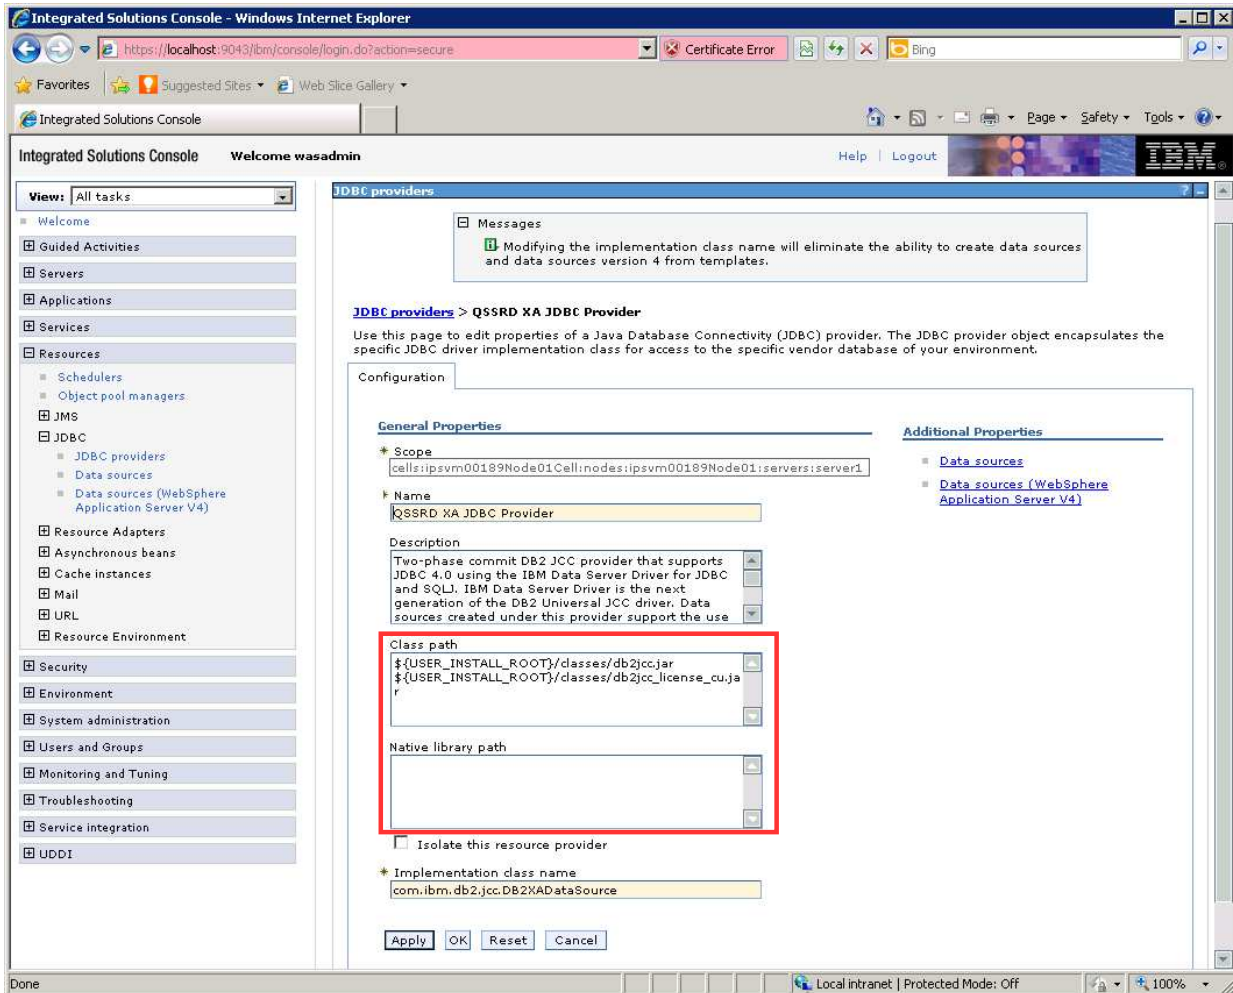 Integrated Solutions Console - Windows Internet Explorer
https://localhost:9043/ibm/console/login.do?action=secure
Certificate Error
Bing
Favorites
Suggested Sites
Web Slice Gallery
Integrated Solutions Console
Page
Safety
Tools
Integrated Solutions Console Welcome wasadmin
Help | Logout
IBM
View: All tasks
Welcome
Guided Activities
Servers
Applications
Services
Resources
Schedulers
Object pool managers
JMS
JDBC
JDBC providers
Data sources
Data sources (WebSphere
Application Server V4)
Resource Adapters
Asynchronous beans
Cache instances
Mail
URL
Resource Environment
Security
Environment
System administration
Users and Groups
Monitoring and Tuning
Troubleshooting
Service integration
UDDI
JDBC providers
Messages
Modifying the implementation class name will eliminate the ability to create data sources
and data sources version 4 from templates.
JDBC providers > QSSRD XA JDBC Provider
Use this page to edit properties of a Java Database Connectivity (JDBC) provider. The JDBC provider object encapsulates the
specific JDBC driver implementation class for access to the specific vendor database of your environment.
Configuration
General Properties
* Scope
cells:ipsvm00189Node01Cell:nodes:ipsvm00189Node01:servers:server1
* Name
QSSRD XA JDBC Provider
Description
Two-phase commit DB2 JCC provider that supports
JDBC 4.0 using the IBM Data Server Driver for JDBC
and SQLJ. IBM Data Server Driver is the next
generation of the DB2 Universal JCC driver. Data
sources created under this provider support the use
Class path
${USER_INSTALL_ROOT}/classes/db2jcc.jar
${USER_INSTALL_ROOT}/classes/db2jcc_license_cu.ja
r
Native library path
Isolate this resource provider
* Implementation class name
com.ibm.db2.jcc.DB2XADataSource
Apply OK Reset Cancel
Additional Properties
Data sources
Data sources (WebSphere
Application Server V4)
Done
Local intranet | Protected Mode: Off
100%